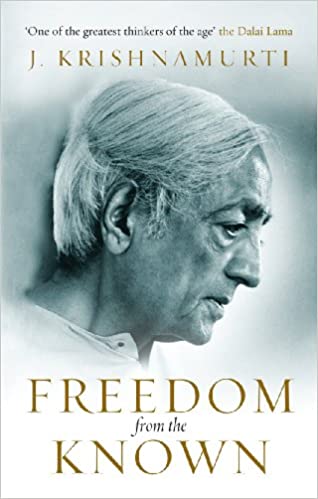 ‘One of the greatest thinkers of the age’ the Dalai Lama
J. KRISHNAMURTI
FREEDOM
from the
KNOWN